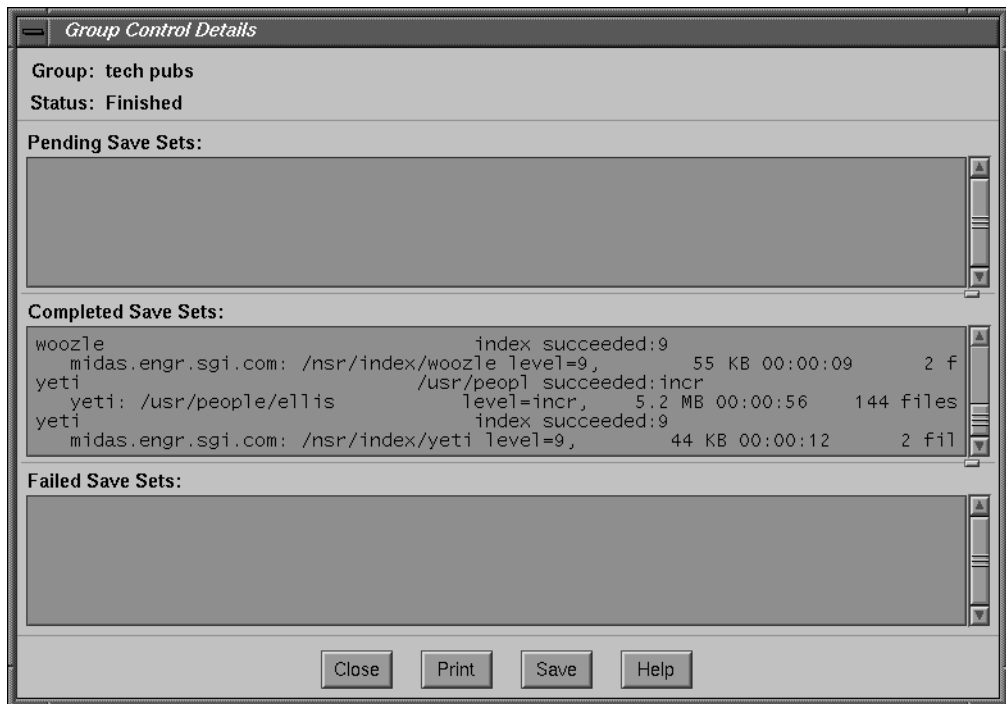 Group Control Details
Group: tech pubs
Status: Finished
Pending Save Sets:
Completed Save Sets:
woozle index succeeded:9
midas.engr.sgi.com: /nsr/index/woozle level=9, 55 KB 00:00:09 2 f
yeti /usr/peopl succeeded:incr
yeti: /usr/people/ellis level=incr, 5.2 MB 00:00:56 144 files
yeti index succeeded:9
midas.engr.sgi.com: /nsr/index/yeti level=9, 44 KB 00:00:12 2 fil
Failed Save Sets:
Close Print Save Help